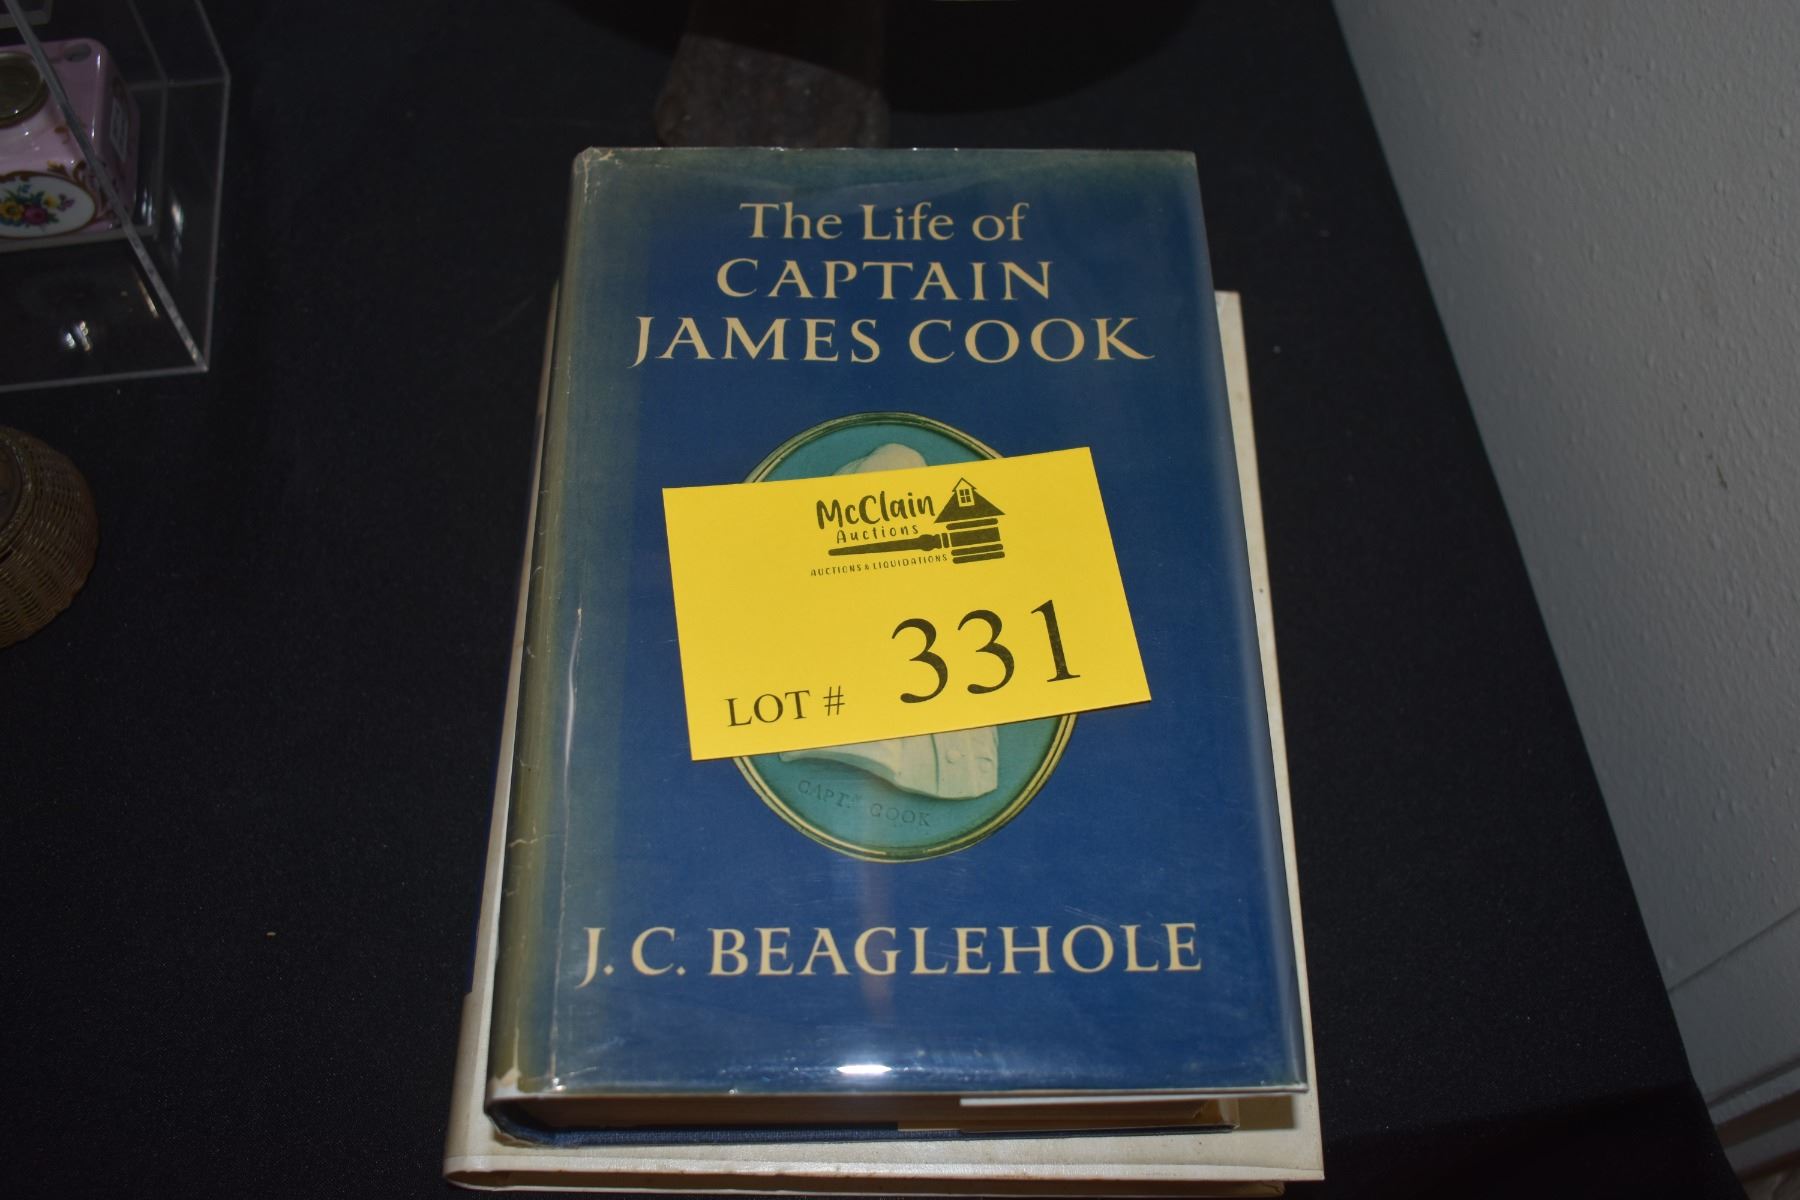 The Life of
CAPTAIN
JAMES COOK
McClain
Auctions
AUCTIONS & LIQUIDATIONS
LOT # 331
CAPT.N COOK
J. C. BEAGLEHOLE